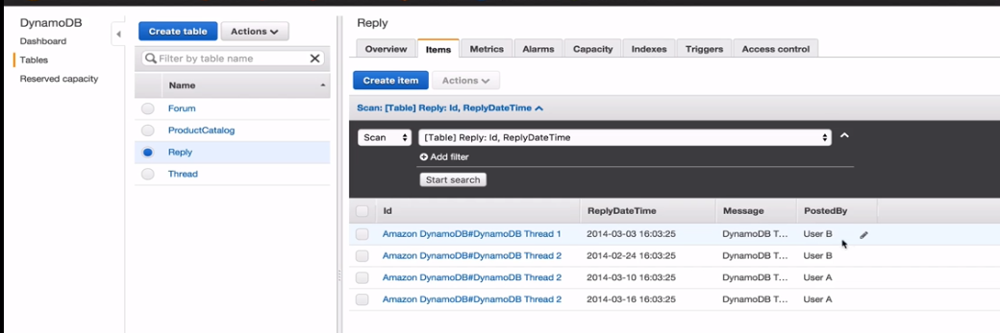 DynamoDB
Dashboard
Tables
Reserved capacity
Create table Actions
Filter by table name
Name
Forum
ProductCatalog
Reply
Thread
Reply
Overview Items Metrics Alarms Capacity Indexes Triggers Access control
Create item Actions
Scan: [Table] Reply: Id, ReplyDateTime
Scan [Table] Reply: Id, ReplyDateTime
Add filter
Start search
Id ReplyDateTime Message PostedBy
Amazon DynamoDB#DynamoDB Thread 1 2014-03-03 16:03:25 DynamoDB T... User B
Amazon DynamoDB#DynamoDB Thread 2 2014-02-24 16:03:25 DynamoDB T... User B
Amazon DynamoDB#DynamoDB Thread 2 2014-03-10 16:03:25 DynamoDB T... User A
Amazon DynamoDB#DynamoDB Thread 2 2014-03-16 16:03:25 DynamoDB T... User A